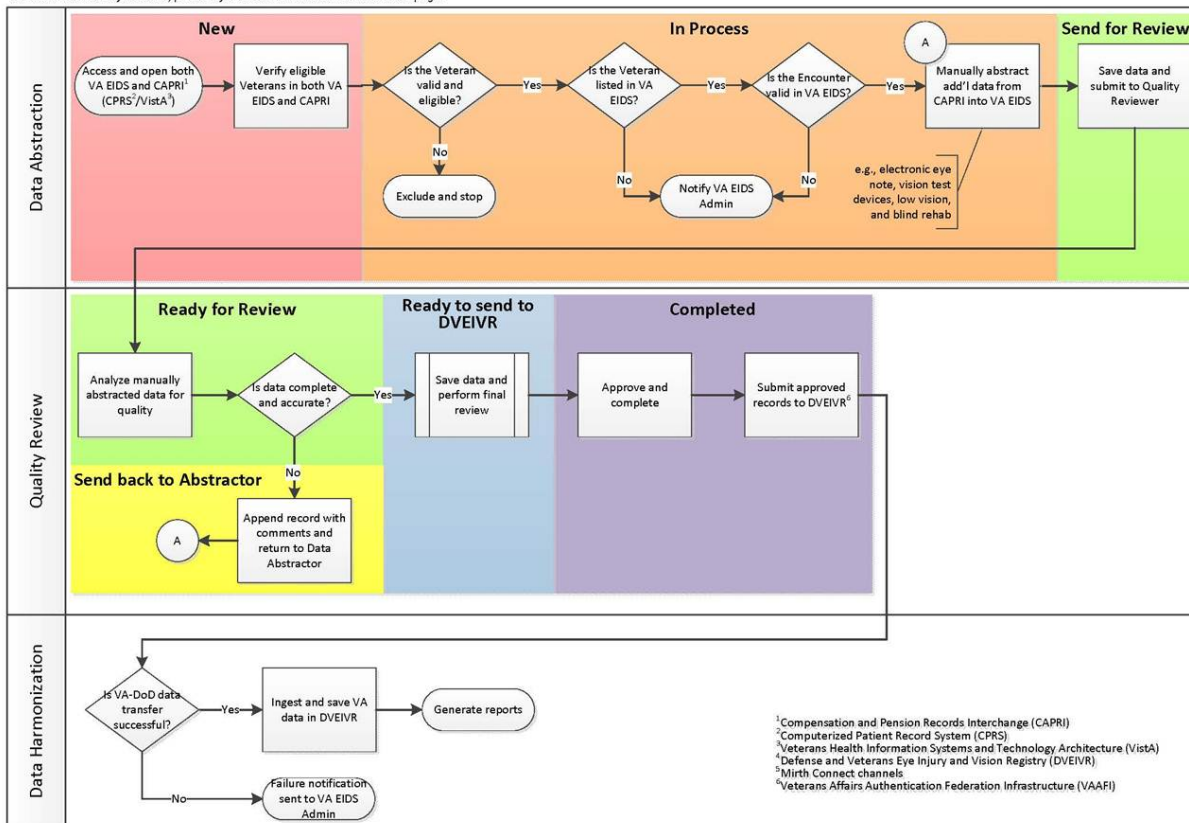 New
In Process
Send for Review
Data Abstraction
Access and open both
VA EIDS and CAPRI¹
(CPRS²/VistA³)
Verify eligible
Veterans in both VA
EIDS and CAPRI
Is the Veteran
valid and
eligible?
Yes
No
Exclude and stop
Is the Veteran
listed in VA
EIDS?
Yes
No
Is the Encounter
valid in VA EIDS?
Yes
No
Notify VA EIDS
Admin
A
Manually abstract
add'l data from
CAPRI into VA EIDS
e.g., electronic eye
note, vision test
devices, low vision,
and blind rehab
Save data and
submit to Quality
Reviewer
Quality Review
Ready for Review
Ready to send to
DVEIVR
Completed
Analyze manually
abstracted data for
quality
Is data complete
and accurate?
Yes
No
Save data and
perform final
review
Approve and
complete
Submit approved
records to DVEIVR⁶
Send back to Abstractor
A
Append record with
comments and
return to Data
Abstractor
Data Harmonization
Is VA-DoD data
transfer
successful?
Yes
Ingest and save VA
data in DVEIVR
Generate reports
No
Failure notification
sent to VA EIDS
Admin
¹Compensation and Pension Records Interchange (CAPRI)
²Computerized Patient Record System (CPRS)
³Veterans Health Information Systems and Technology Architecture (VistA)
⁴Defense and Veterans Eye Injury and Vision Registry (DVEIVR)
⁵Mirth Connect channels
⁶Veterans Affairs Authentication Federation Infrastructure (VAAFI)